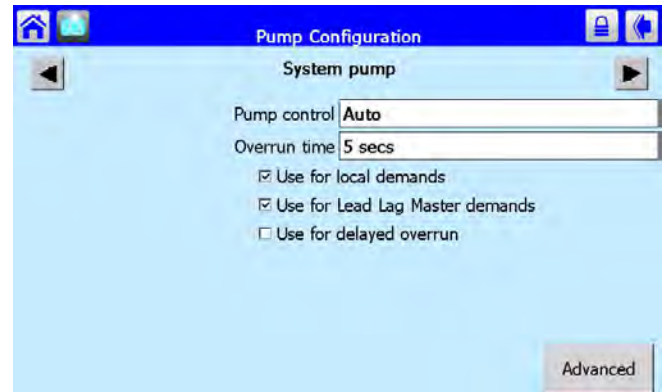 Pump Configuration
System pump
Pump control Auto
Overrun time 5 secs
Use for local demands
Use for Lead Lag Master demands
Use for delayed overrun
Advanced